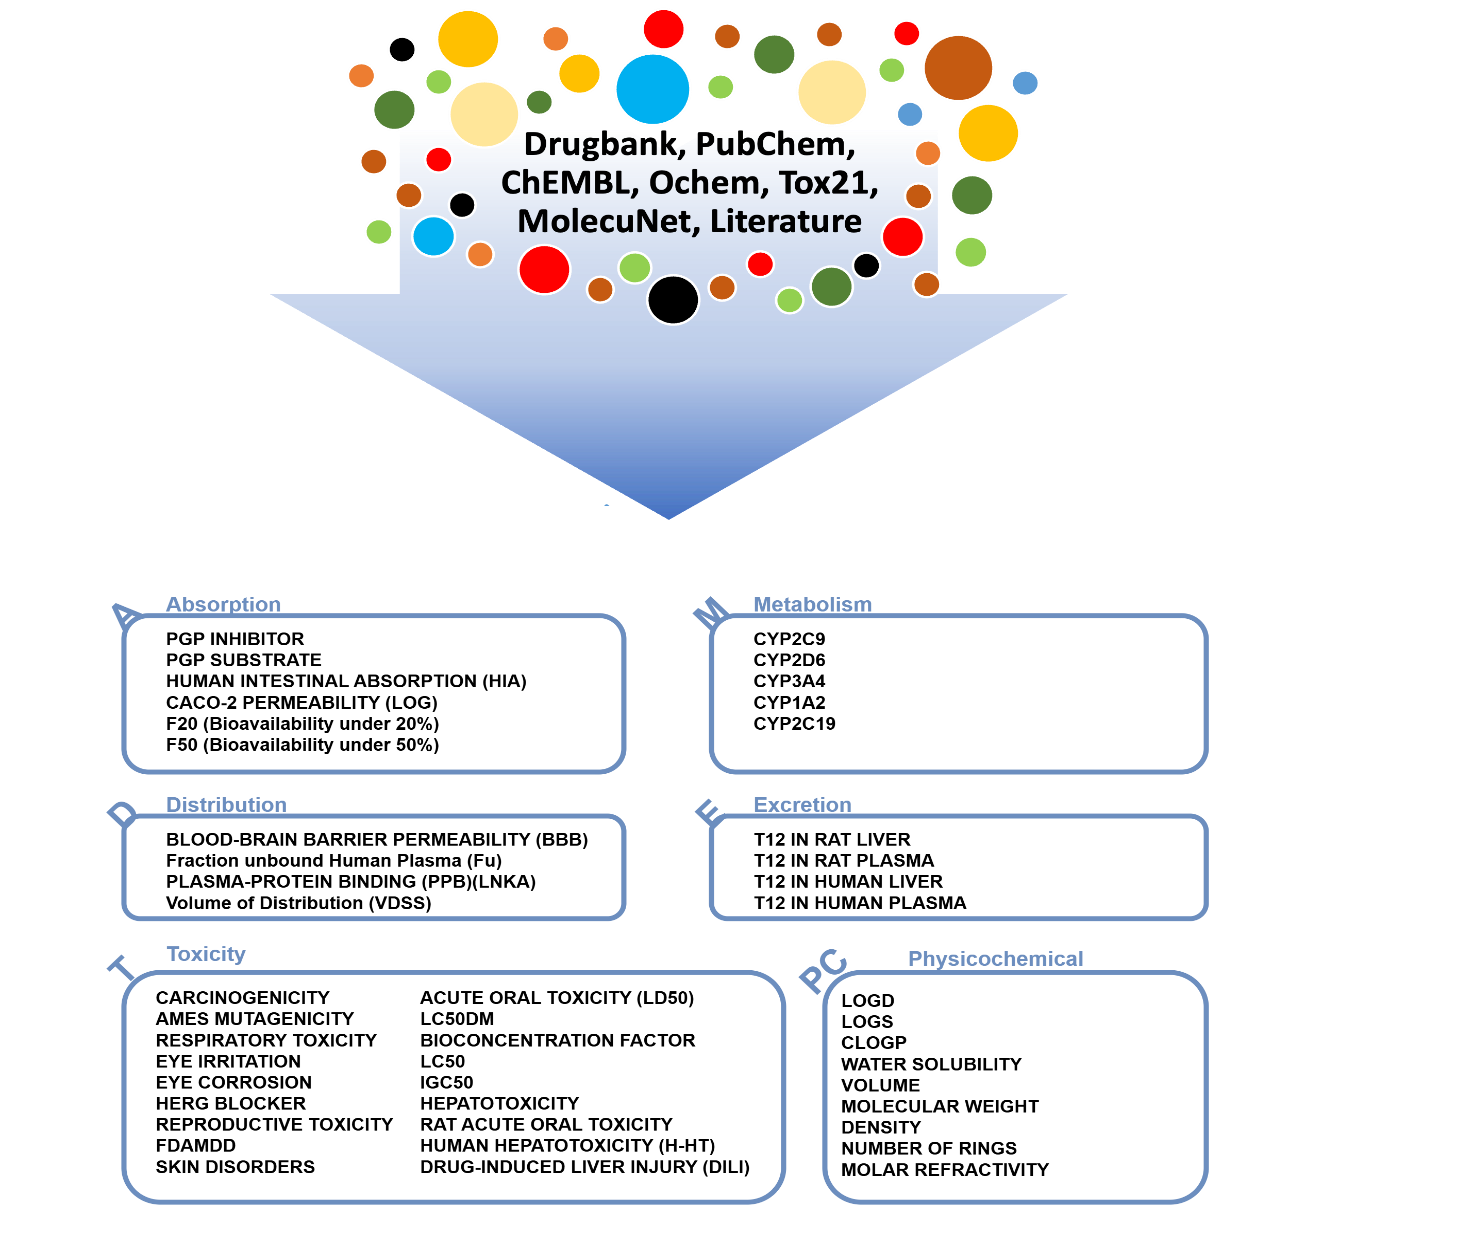 Drugbank, PubChem,
ChEMBL, Ochem, Tox21,
MolecuNet, Literature
A
Absorption
PGP INHIBITOR
PGP SUBSTRATE
HUMAN INTESTINAL ABSORPTION (HIA)
CACO-2 PERMEABILITY (LOG)
F20 (Bioavailability under 20%)
F50 (Bioavailability under 50%)
M
Metabolism
CYP2C9
CYP2D6
CYP3A4
CYP1A2
CYP2C19
D
Distribution
BLOOD-BRAIN BARRIER PERMEABILITY (BBB)
Fraction unbound Human Plasma (Fu)
PLASMA-PROTEIN BINDING (PPB)(LNKA)
Volume of Distribution (VDSS)
E
Excretion
T12 IN RAT LIVER
T12 IN RAT PLASMA
T12 IN HUMAN LIVER
T12 IN HUMAN PLASMA
T
Toxicity
CARCINOGENICITY
AMES MUTAGENICITY
RESPIRATORY TOXICITY
EYE IRRITATION
EYE CORROSION
HERG BLOCKER
REPRODUCTIVE TOXICITY
FDAMDD
SKIN DISORDERS
ACUTE ORAL TOXICITY (LD50)
LC50DM
BIOCONCENTRATION FACTOR
LC50
IGC50
HEPATOTOXICITY
RAT ACUTE ORAL TOXICITY
HUMAN HEPATOTOXICITY (H-HT)
DRUG-INDUCED LIVER INJURY (DILI)
PC
Physicochemical
LOGD
LOGS
CLOGP
WATER SOLUBILITY
VOLUME
MOLECULAR WEIGHT
DENSITY
NUMBER OF RINGS
MOLAR REFRACTIVITY